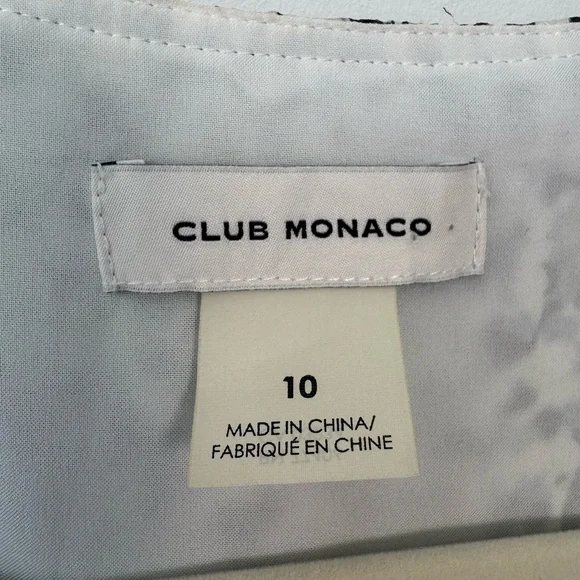 CLUB MONACO
10
MADE IN CHINA/
FABRIQUÉ EN CHINE